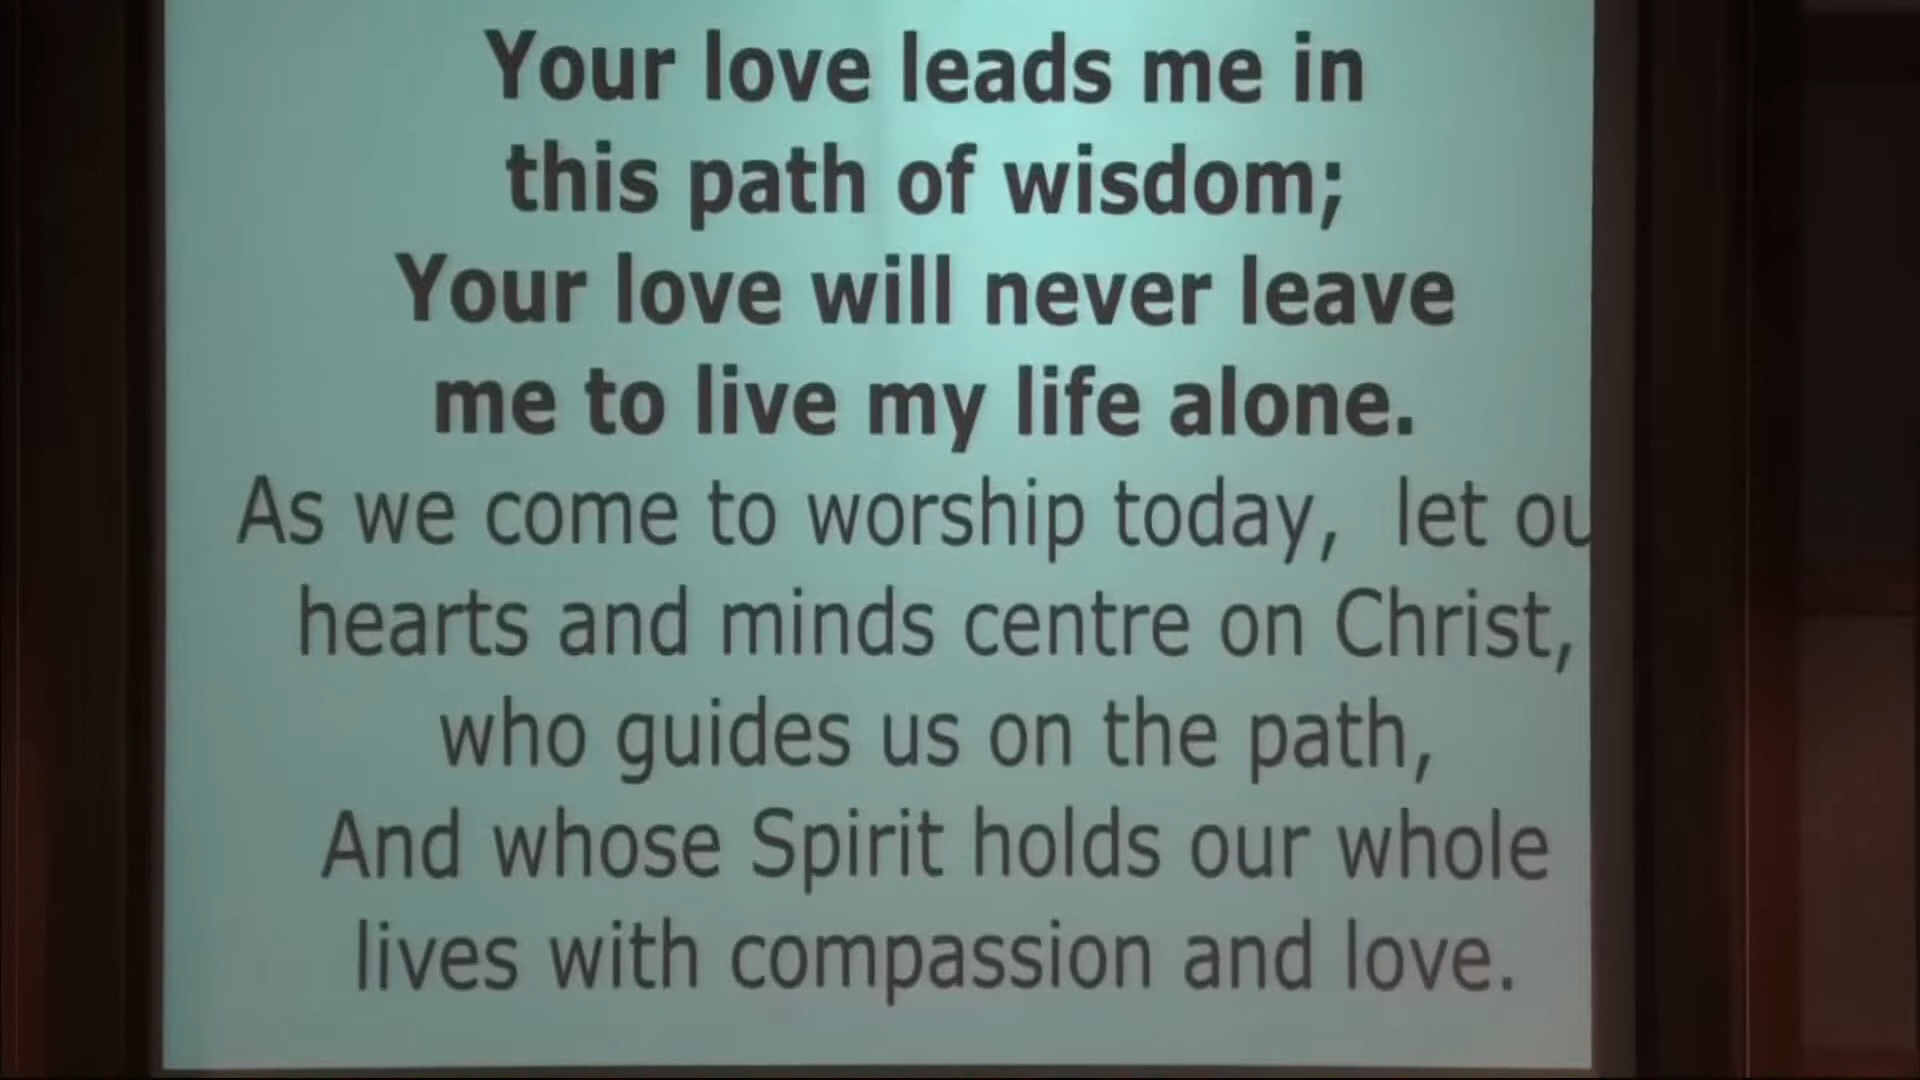 Your love leads me in
this path of wisdom;
Your love will never leave
me to live my life alone.
As we come to worship today, let ou
hearts and minds centre on Christ,
who guides us on the path,
And whose Spirit holds our whole
lives with compassion and love.